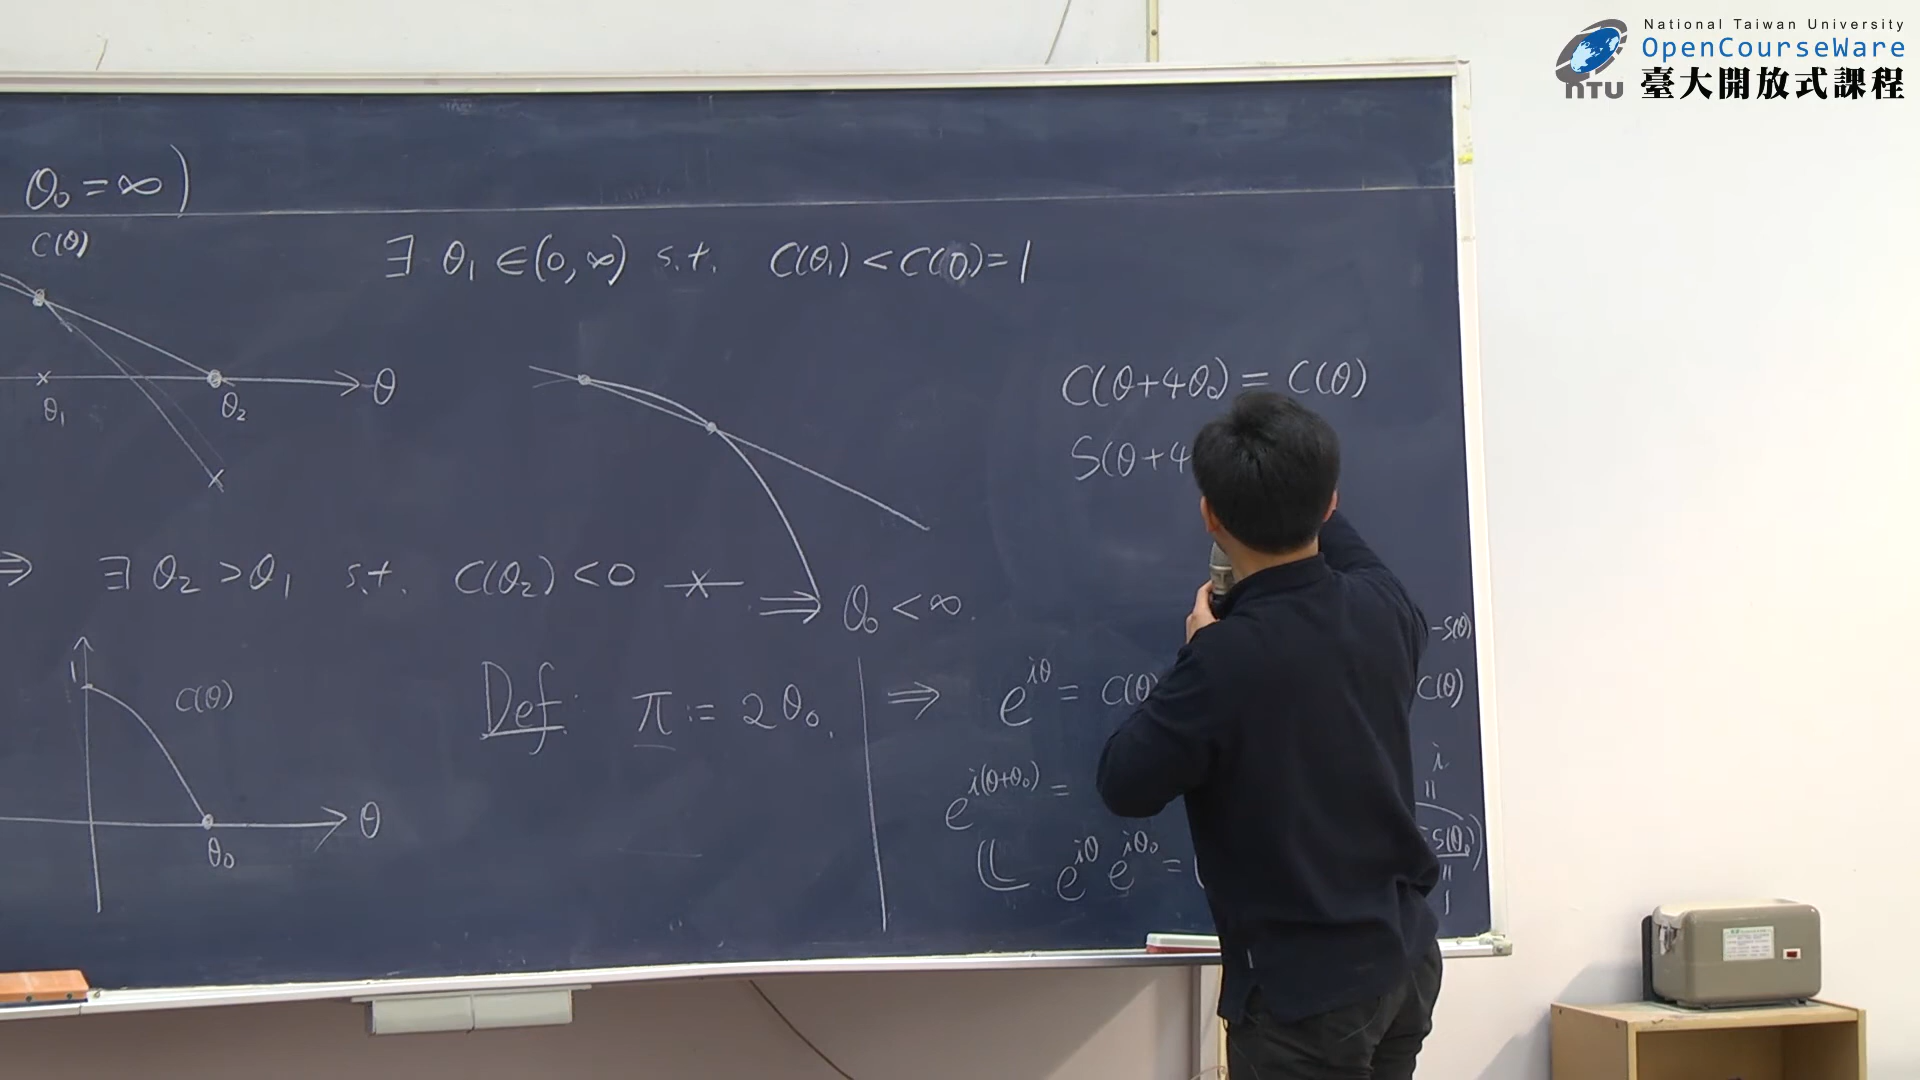 National Taiwan University
OpenCourseWare
臺大開放式課程
nTU
θ₀ = ∞)
C(θ)
∃ θ₁ ∈ (0, ∞) s.t. C(θ₁) < C(0) = 1
θ
θ₁
θ₂
C(θ+4θ₀) = C(θ)
S(θ+4
⇒ ∃ θ₂ > θ₁ s.t. C(θ₂) < 0
⇒ θ₀ < ∞.
1
C(θ)
θ
θ₀
Def: π := 2θ₀.
-S(θ)
⇒ e^{iθ} = C(θ) C(θ)
e^{i(θ+θ₀)} =
e^{iθ} e^{iθ₀} = (
i
S(θ₀)
1